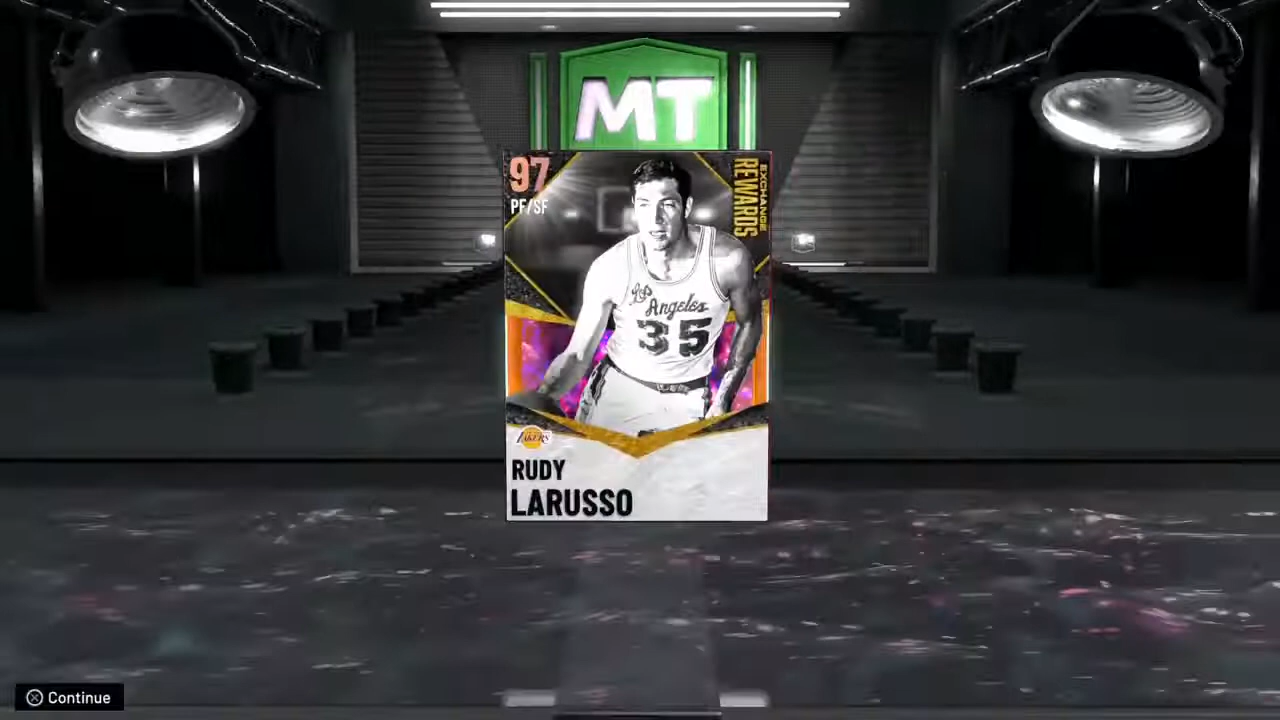 MT
97
PF/SF
EXCHANGE
REWARDS
Los
Angeles
35
LAKERS
RUDY
LARUSSO
Continue